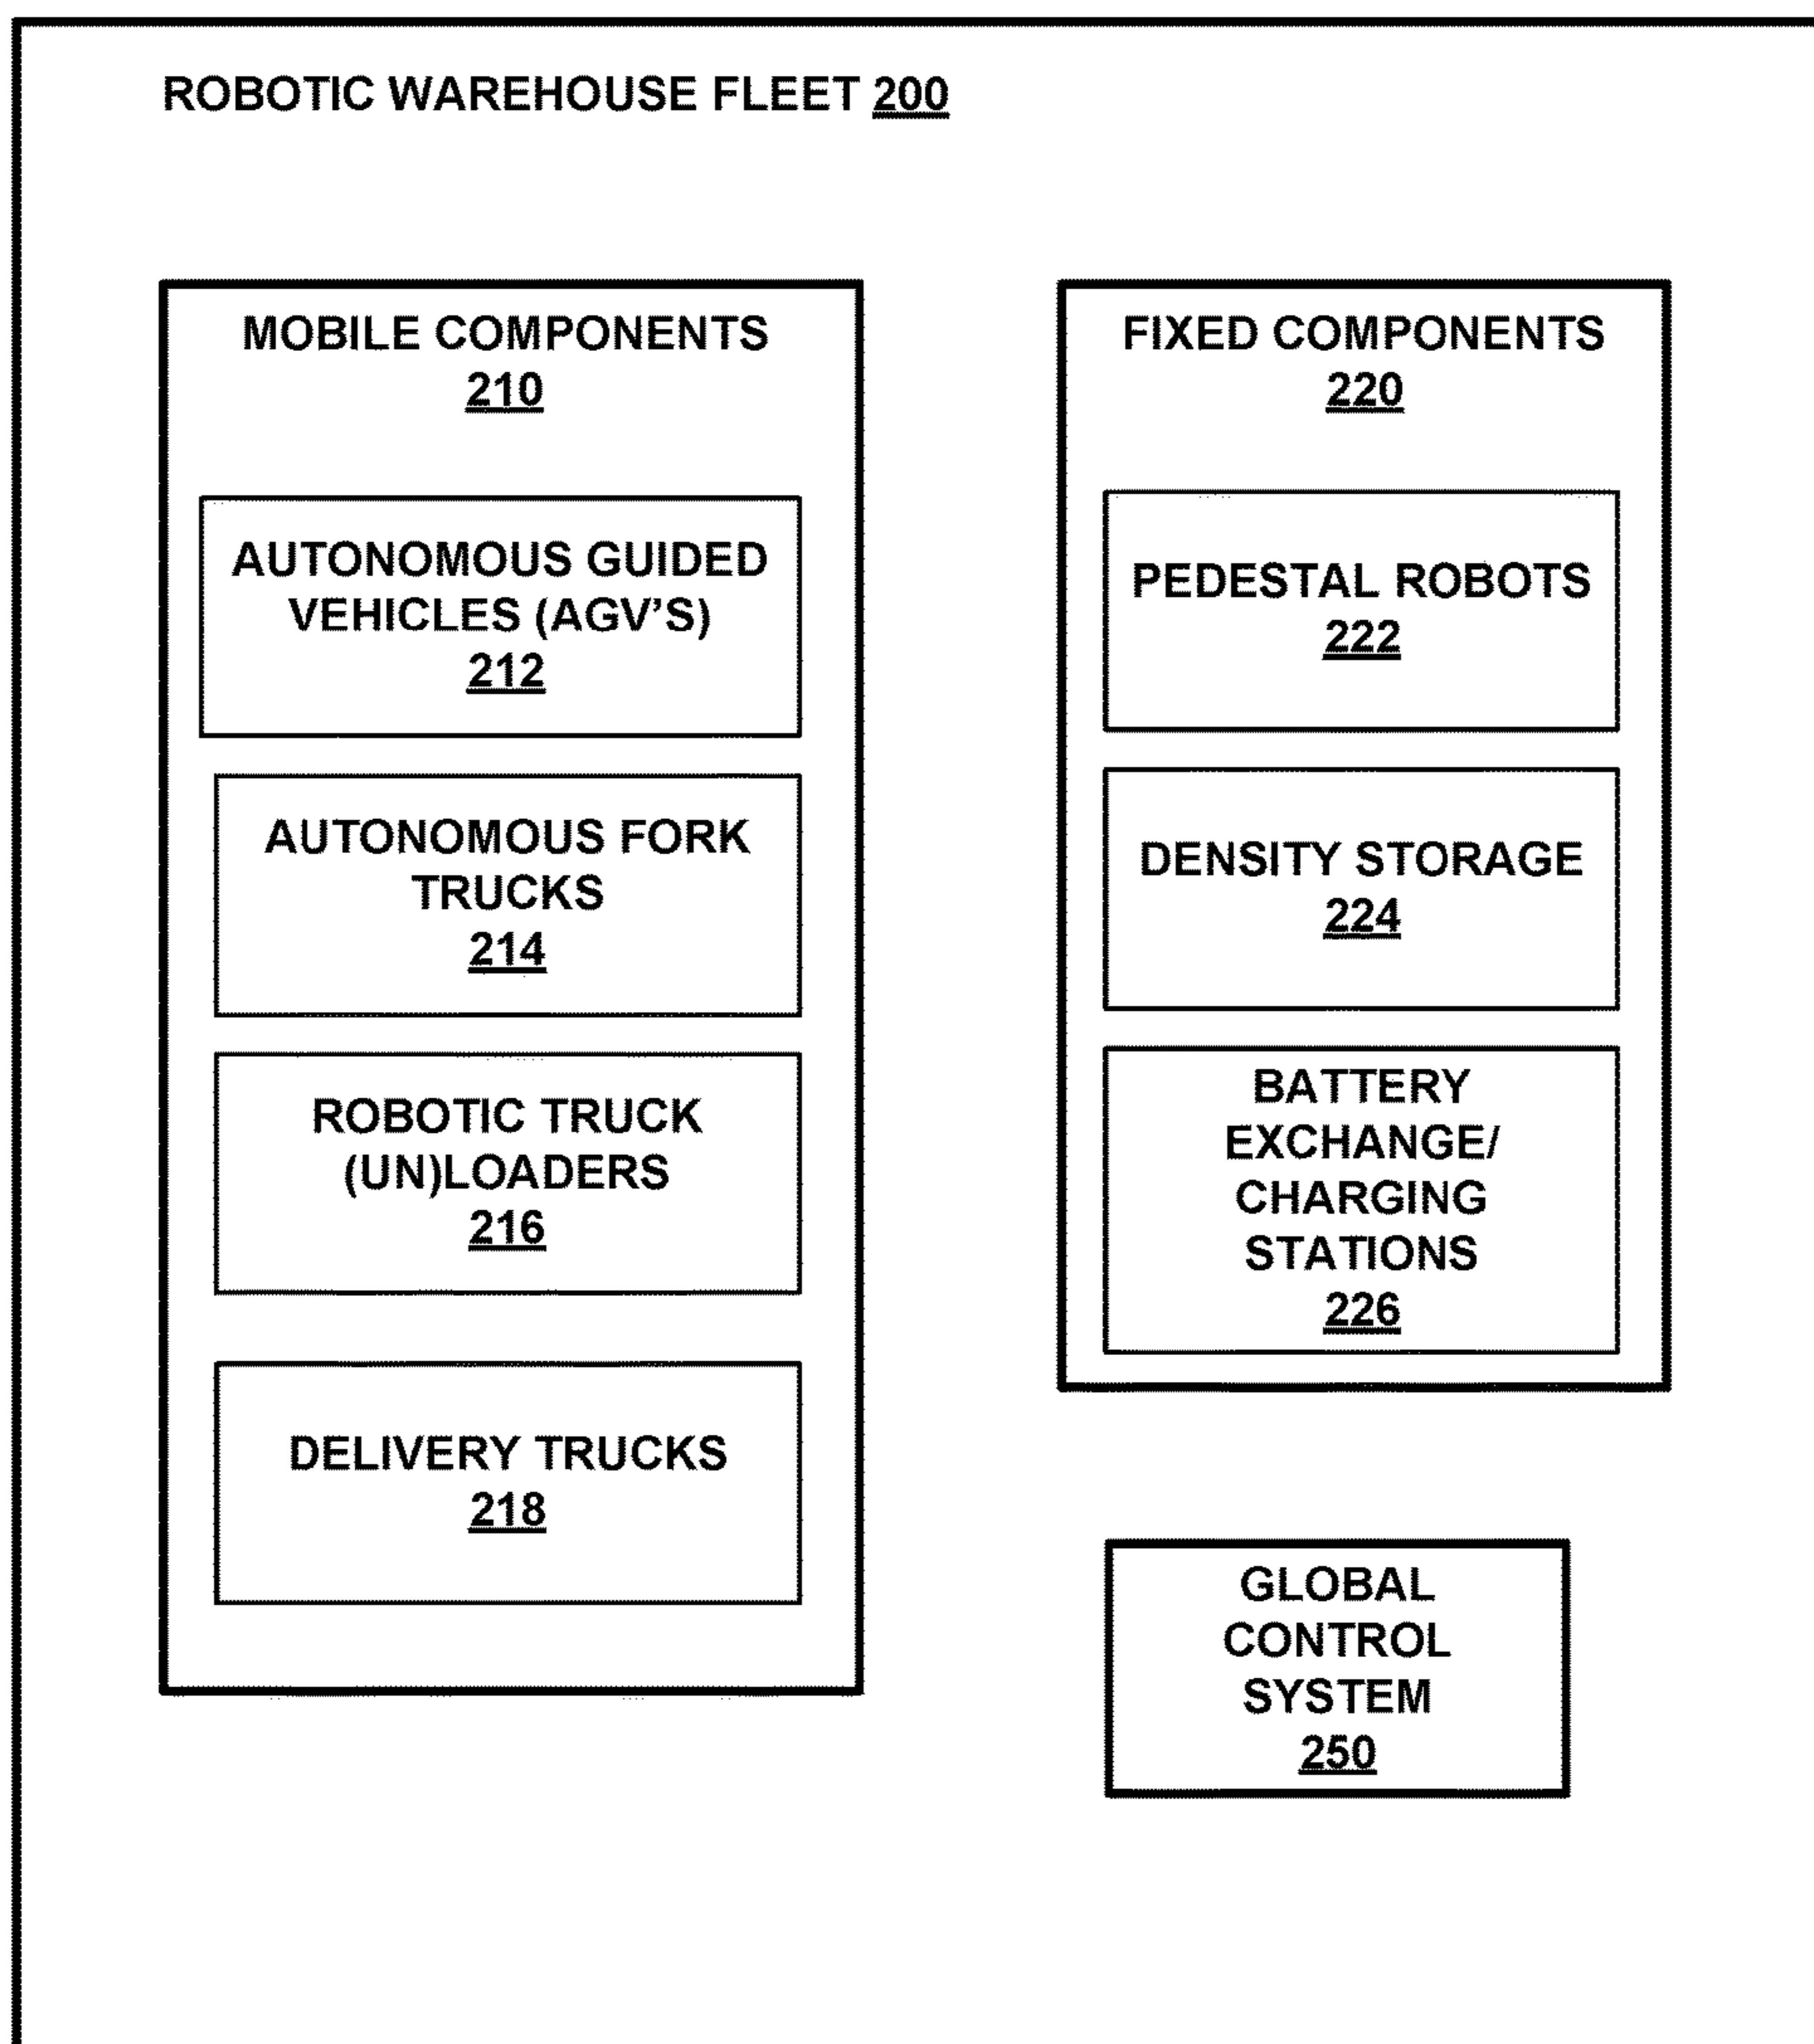 ROBOTIC WAREHOUSE FLEET 200
MOBILE COMPONENTS
210
AUTONOMOUS GUIDED
VEHICLES (AGV'S)
212
AUTONOMOUS FORK
TRUCKS
214
ROBOTIC TRUCK
(UN)LOADERS
216
DELIVERY TRUCKS
218
FIXED COMPONENTS
220
PEDESTAL ROBOTS
222
DENSITY STORAGE
224
BATTERY
EXCHANGE/
CHARGING
STATIONS
226
GLOBAL
CONTROL
SYSTEM
250